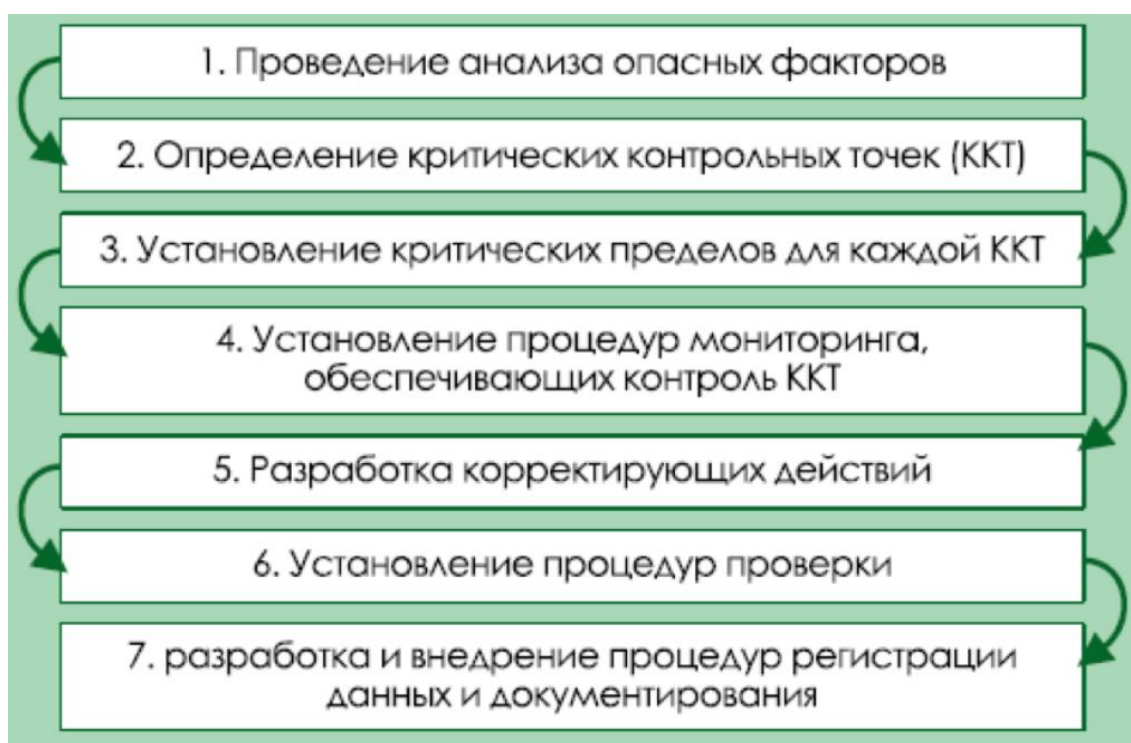 1. Проведение анализа опасных факторов
2. Определение критических контрольных точек (ККТ)
3. Установление критических пределов для каждой ККТ
4. Установление процедур мониторинга,
обеспечивающих контроль ККТ
5. Разработка корректирующих действий
6. Установление процедур проверки
7. разработка и внедрение процедур регистрации
данных и документирования